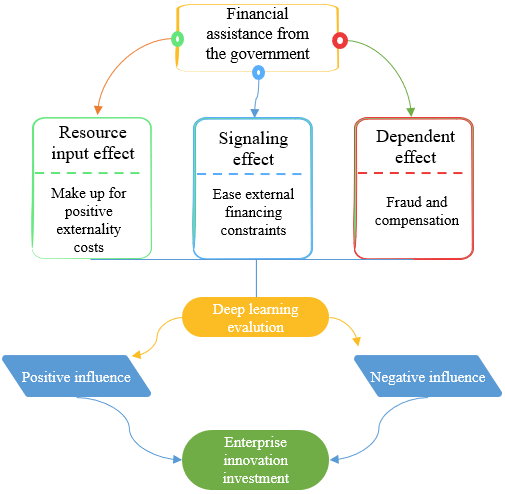 Financial
assistance from
the government
Resource
input effect
Make up for
positive
externality
costs
Signaling
effect
Ease external
financing
constraints
Dependent
effect
Fraud and
compensation
Deep learning
evalution
Positive influence
Negative influence
Enterprise
innovation
investment